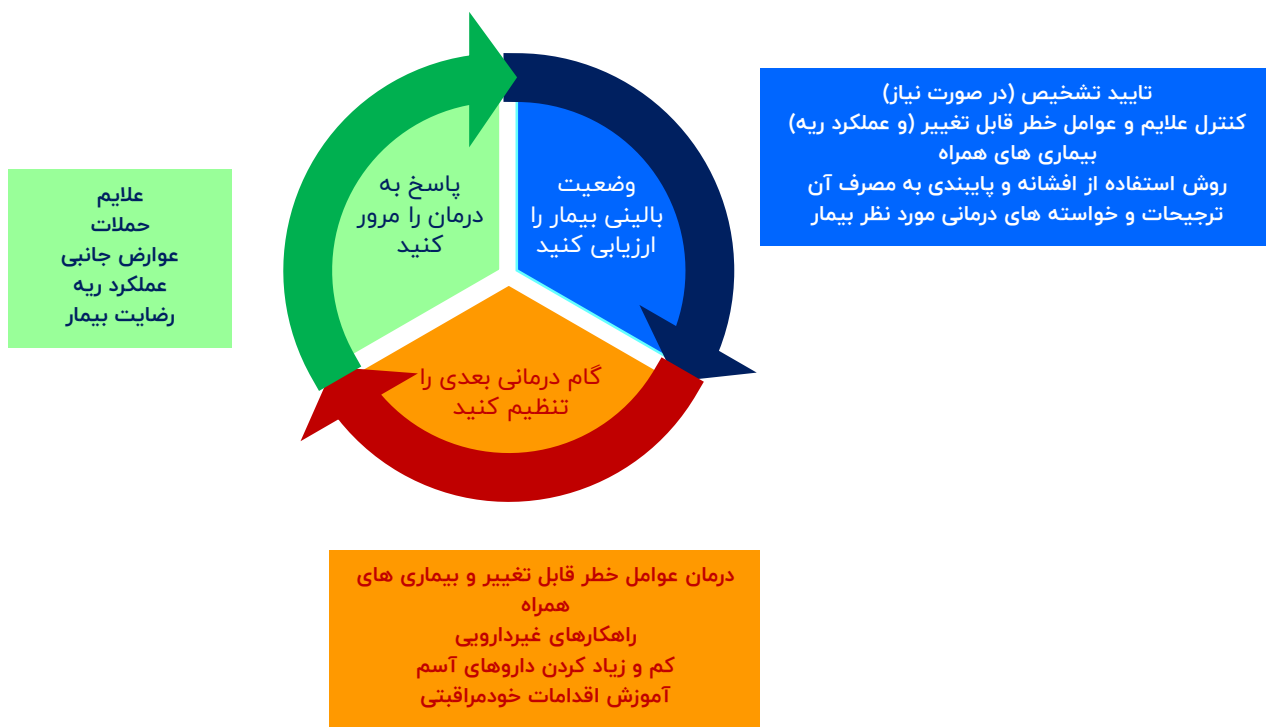 تایید تشخیص (در صورت نیاز)
کنترل علایم و عوامل خطر قابل تغییر (و عملکرد ریه)
بیماری های همراه
روش استفاده از افشانه و پایبندی به مصرف آن
ترجیحات و خواسته های درمانی مورد نظر بیمار
وضعیت
بالینی بیمار را
ارزیابی کنید
پاسخ به
درمان را مرور
کنید
علایم
حملات
عوارض جانبی
عملکرد ریه
رضایت بیمار
گام درمانی بعدی را
تنظیم کنید
درمان عوامل خطر قابل تغییر و بیماری های
همراه
راهکارهای غیردارویی
کم و زیاد کردن داروهای آسم
آموزش اقدامات خودمراقبتی